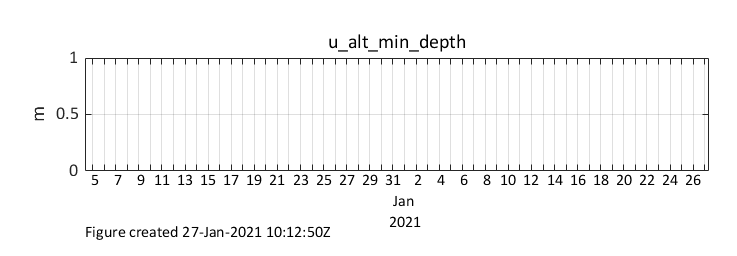 u_alt_min_depth
1
0.5
0
m
5 7 9 11 13 15 17 19 21 23 25 27 29 31 2 4 6 8 10 12 14 16 18 20 22 24 26
Jan
2021
Figure created 27-Jan-2021 10:12:50Z